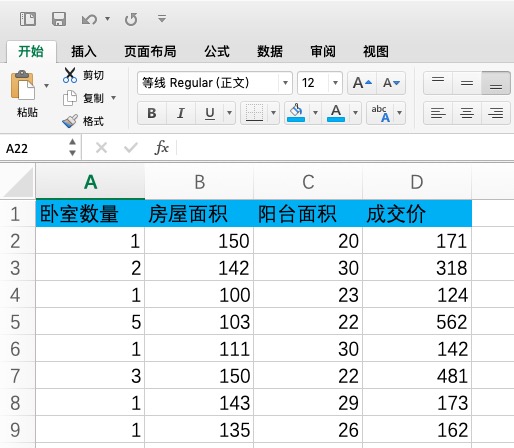 开始 插入 页面布局 公式 数据 审阅 视图
粘贴
剪切
复制
格式
等线 Regular (正文) 12 A A
B I U A abc A
A22 fx
A B C D
1 卧室数量 房屋面积 阳台面积 成交价
2 1 150 20 171
3 2 142 30 318
4 1 100 23 124
5 5 103 22 562
6 1 111 30 142
7 3 150 22 481
8 1 143 29 173
9 1 135 26 162